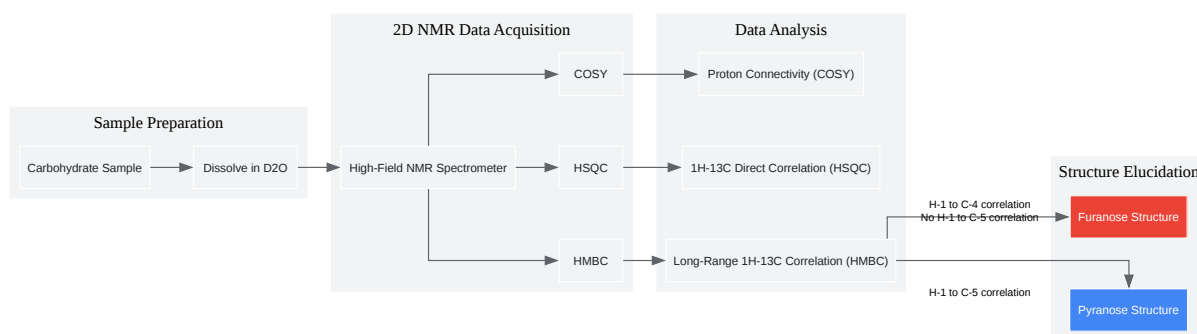 2D NMR Data Acquisition
Data Analysis
COSY
Proton Connectivity (COSY)
Sample Preparation
Carbohydrate Sample
Dissolve in D2O
High-Field NMR Spectrometer
HSQC
1H-13C Direct Correlation (HSQC)
Structure Elucidation
H-1 to C-4 correlation
No H-1 to C-5 correlation
Furanose Structure
HMBC
Long-Range 1H-13C Correlation (HMBC)
H-1 to C-5 correlation
Pyranose Structure